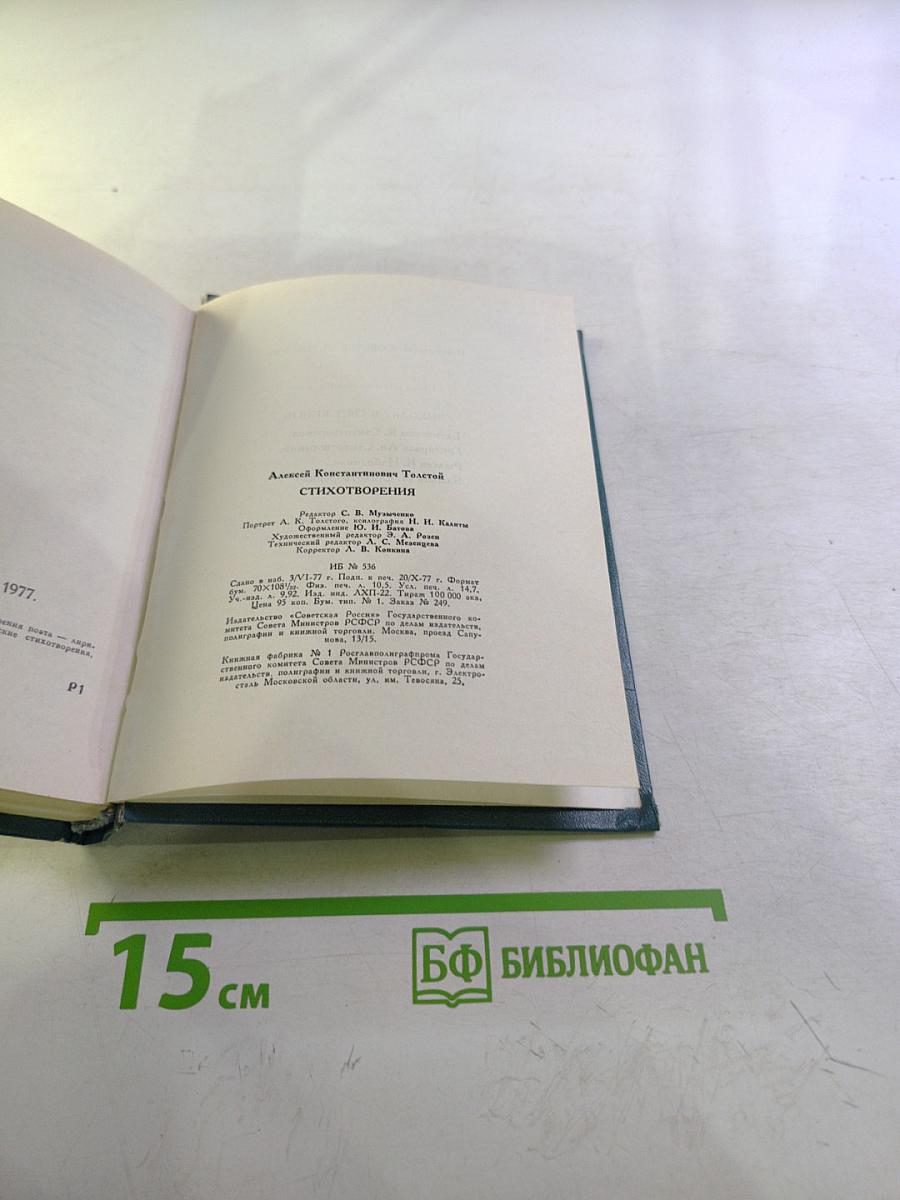 1977.
ения поэта — лири-
ские стихотворения,
Р1
Алексей Константинович Толстой
СТИХОТВОРЕНИЯ
Редактор С. В. Музыченко
Портрет А. К. Толстого, ксилография Н. И. Калиты
Оформление Ю. И. Батова
Художественный редактор Э. А. Розен
Технический редактор Л. С. Мезенцева
Корректор Л. В. Конкина
ИБ № 536
Сдано в наб. 3/VI-77 г. Подп. к печ. 20/X-77 г. Формат
бум. 70×108¹/₃₂. Физ. печ. л. 10,5. Усл. печ. л. 14,7.
Уч.-изд. л. 9,92. Изд. инд. ЛХП-22. Тираж 100 000 экз.
Цена 95 коп. Бум. тип. № 1. Заказ № 249.
Издательство «Советская Россия» Государственного ко-
митета Совета Министров РСФСР по делам издательств,
полиграфии и книжной торговли. Москва, проезд Сапу-
нова, 13/15.
Книжная фабрика № 1 Росглавполиграфпрома Государ-
ственного комитета Совета Министров РСФСР по делам
издательств, полиграфии и книжной торговли, г. Электро-
сталь Московской области, ул. им. Тевосяна, 25.
15 см
БФ БИБЛИОФАН